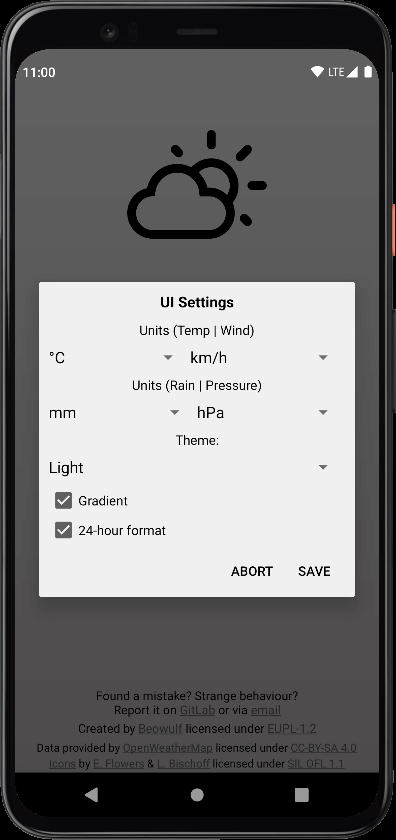 11:00 LTE
UI Settings
Units (Temp | Wind)
°C km/h
Units (Rain | Pressure)
mm hPa
Theme:
Light
Gradient
24-hour format
ABORT SAVE
Found a mistake? Strange behaviour?
Report it on GitLab or via email
Created by Beowulf licensed under EUPL-1.2
Data provided by OpenWeatherMap licensed under CC-BY-SA 4.0
Icons by E. Flowers & L. Bischoff licensed under SIL OFL 1.1